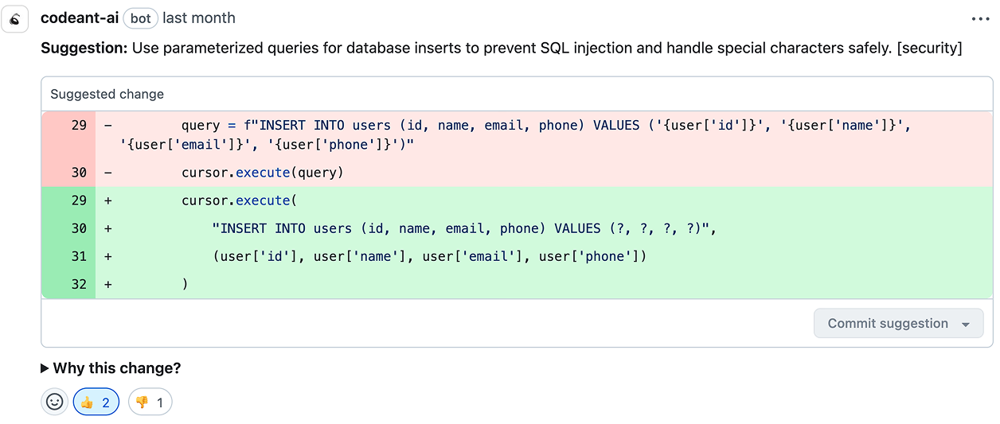 codeant-ai bot last month
Suggestion: Use parameterized queries for database inserts to prevent SQL injection and handle special characters safely. [security]
Suggested change
29 - query = f"INSERT INTO users (id, name, email, phone) VALUES ('{user['id']}', '{user['name']}',
'{user['email']}', '{user['phone']}')"
30 - cursor.execute(query)
29 + cursor.execute(
30 + "INSERT INTO users (id, name, email, phone) VALUES (?, ?, ?, ?)",
31 + (user['id'], user['name'], user['email'], user['phone'])
32 + )
Commit suggestion
Why this change?
👍 2 👎 1